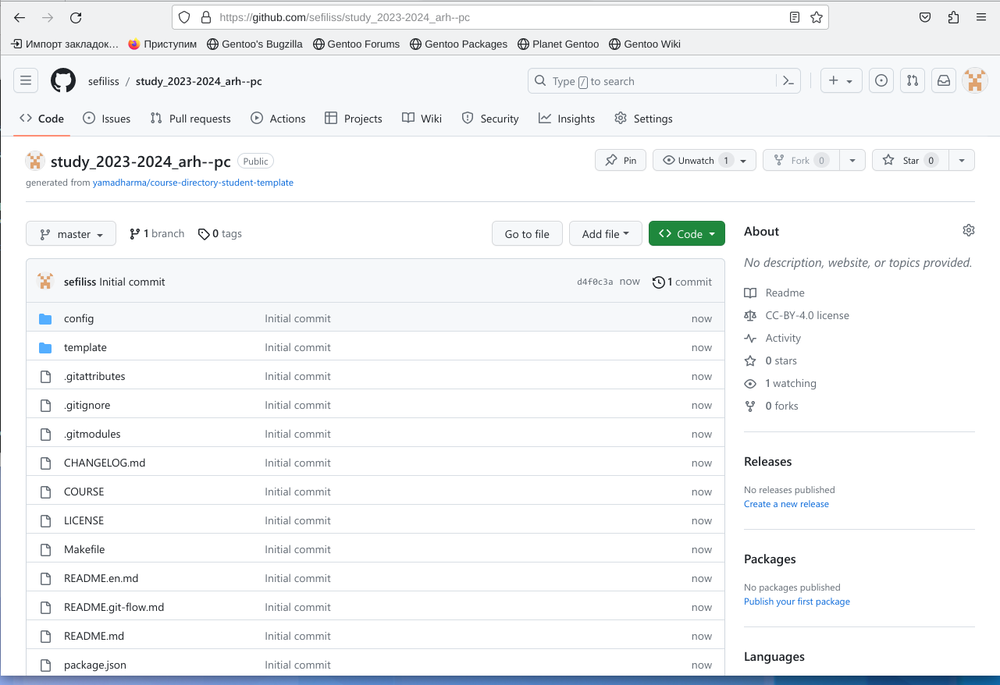 https://github.com/sefiliss/study_2023-2024_arh--pc
Импорт закладок… Приступим Gentoo's Bugzilla Gentoo Forums Gentoo Packages Planet Gentoo Gentoo Wiki
sefiliss / study_2023-2024_arh--pc Type / to search
Code Issues Pull requests Actions Projects Wiki Security Insights Settings
study_2023-2024_arh--pc Public Pin Unwatch 1 Fork 0 Star 0
generated from yamadharma/course-directory-student-template
master 1 branch 0 tags Go to file Add file Code
sefiliss Initial commit d4f0c3a now 1 commit
config Initial commit now
template Initial commit now
.gitattributes Initial commit now
.gitignore Initial commit now
.gitmodules Initial commit now
CHANGELOG.md Initial commit now
COURSE Initial commit now
LICENSE Initial commit now
Makefile Initial commit now
README.en.md Initial commit now
README.git-flow.md Initial commit now
README.md Initial commit now
package.json Initial commit now
About
No description, website, or topics provided.
Readme
CC-BY-4.0 license
Activity
0 stars
1 watching
0 forks
Releases
No releases published
Create a new release
Packages
No packages published
Publish your first package
Languages